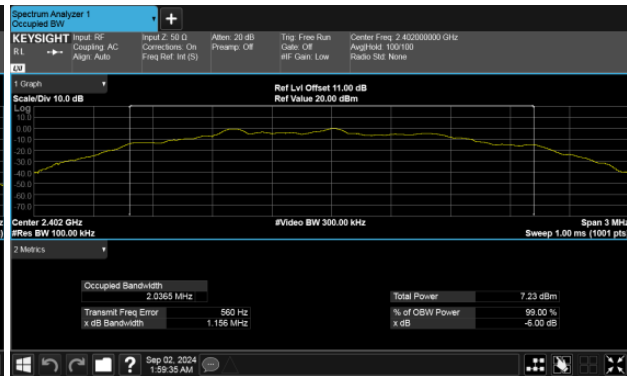 Spectrum Analyzer 1
Occupied BW
+
KEYSIGHT
RL
LXI
Input: RF
Coupling: AC
Align: Auto
Input Z: 50 Ω
Corrections: On
Freq Ref: Int (S)
Atten: 20 dB
Preamp: Off
Trig: Free Run
Gate: Off
#IF Gain: Low
Center Freq: 2.402000000 GHz
Avg|Hold: 100/100
Radio Std: None
1 Graph
Scale/Div 10.0 dB
Ref Lvl Offset 11.00 dB
Ref Value 20.00 dBm
Log
10.0
0.00
-10.0
-20.0
-30.0
-40.0
-50.0
-60.0
-70.0
Center 2.402 GHz
#Res BW 100.00 kHz
#Video BW 300.00 kHz
Span 3 MHz
Sweep 1.00 ms (1001 pts)
2 Metrics
Occupied Bandwidth
2.0365 MHz
Transmit Freq Error 560 Hz
x dB Bandwidth 1.156 MHz
Total Power 7.23 dBm
% of OBW Power 99.00 %
x dB -6.00 dB
?
Sep 02, 2024
1:59:35 AM